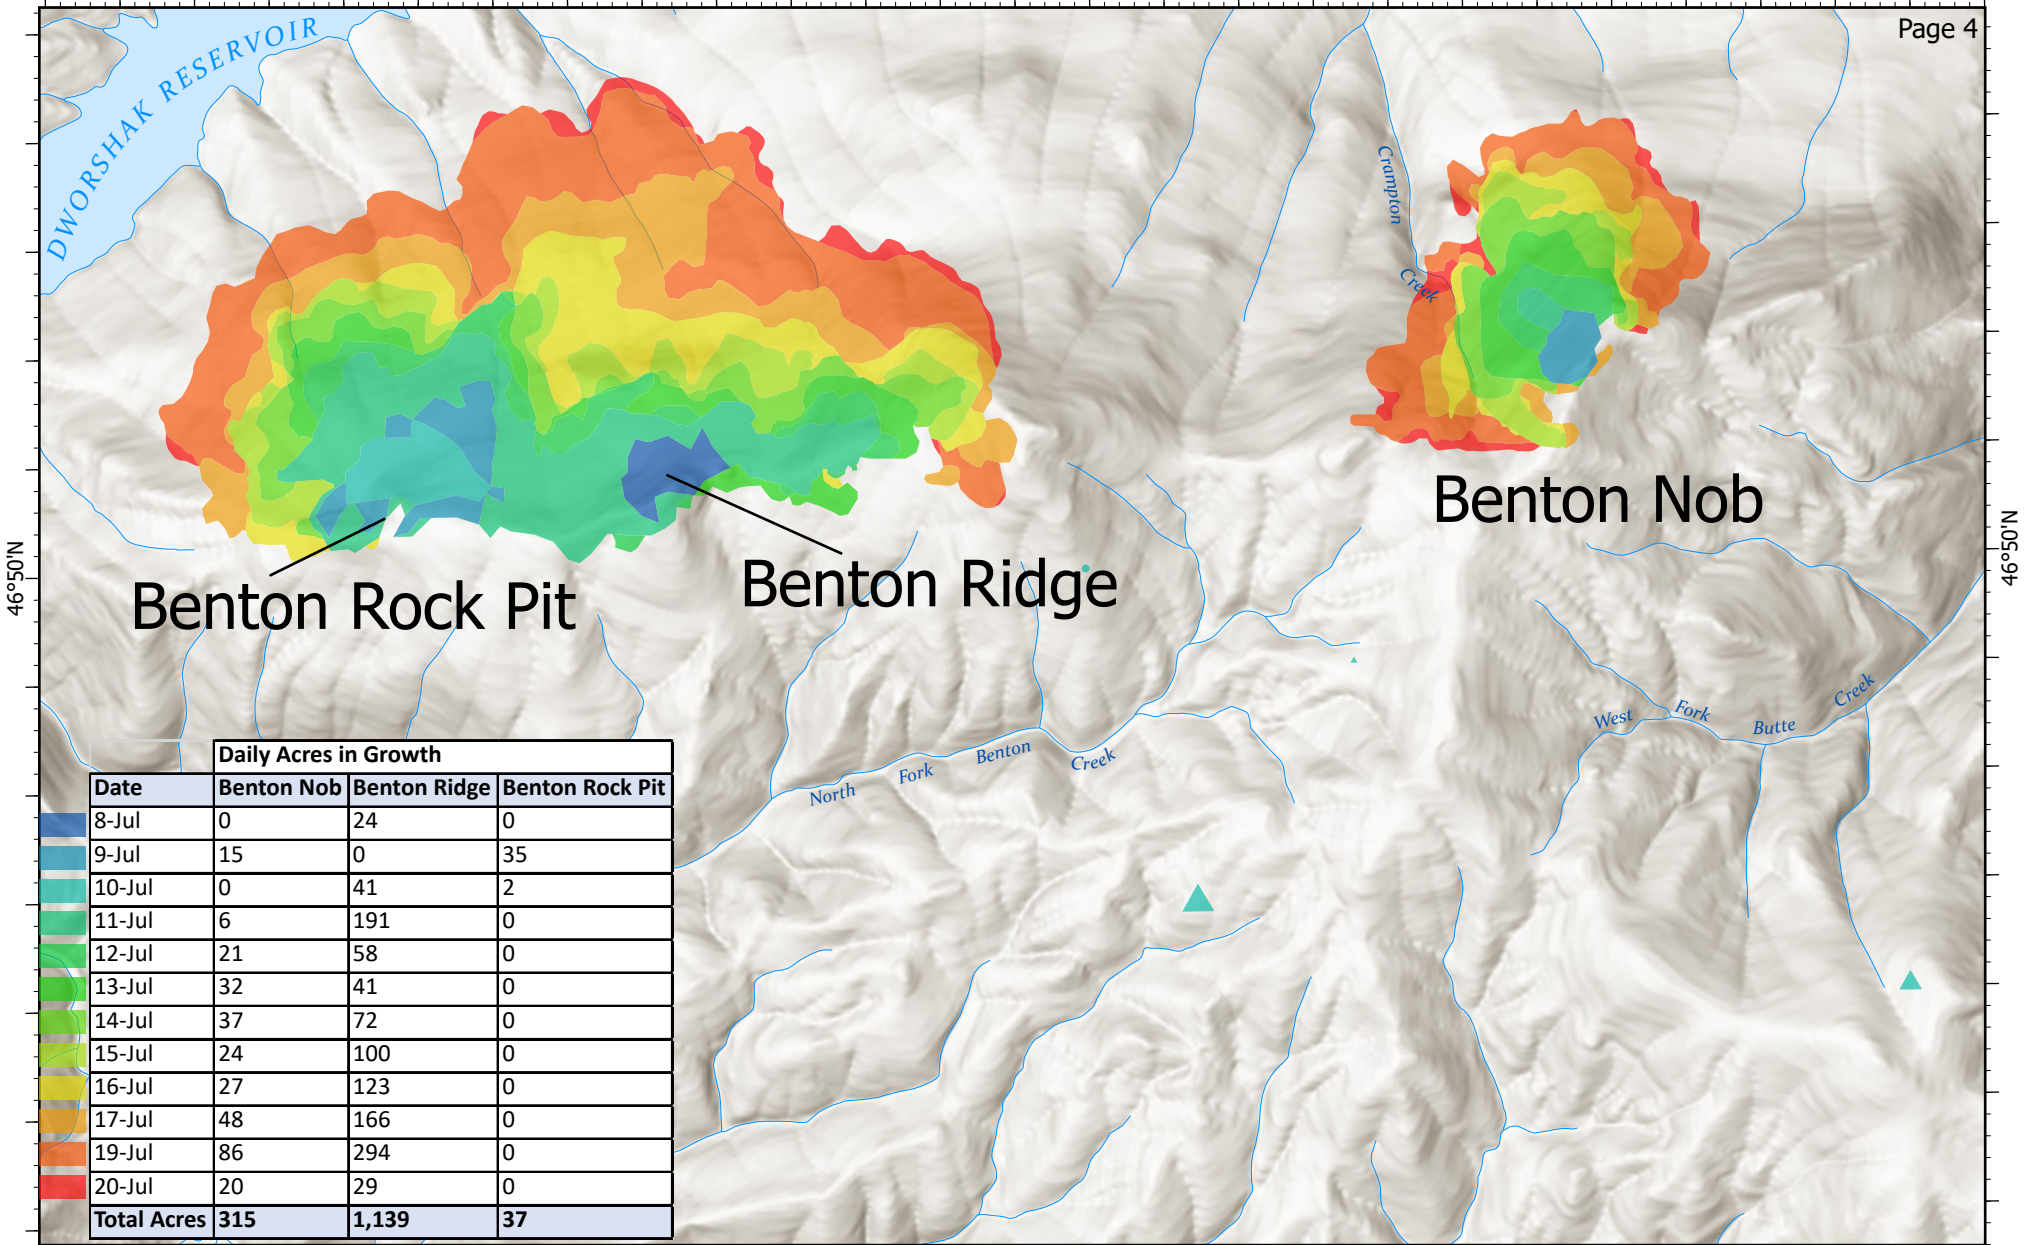 Page 4
DWORSHAK RESERVOIR
Crampton
Creek
Benton Nob
46°50'N
46°50'N
Benton Rock Pit
Benton Ridge
West Fork Butte Creek
North Fork Benton Creek
Daily Acres in Growth
Date Benton Nob Benton Ridge Benton Rock Pit
8-Jul 0 24 0
9-Jul 15 0 35
10-Jul 0 41 2
11-Jul 6 191 0
12-Jul 21 58 0
13-Jul 32 41 0
14-Jul 37 72 0
15-Jul 24 100 0
16-Jul 27 123 0
17-Jul 48 166 0
19-Jul 86 294 0
20-Jul 20 29 0
Total Acres 315 1,139 37